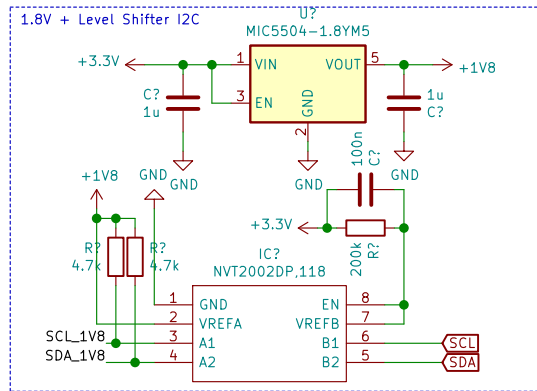 1.8V + Level Shifter I2C
U?
MIC5504-1.8YM5
+3.3V
1
VIN
VOUT
5
+1V8
3
EN
GND
2
C?
1u
1u
C?
GND
GND
GND
100n
C?
+1V8
GND
+3.3V
200k
R?
R?
4.7k
R?
4.7k
IC?
NVT2002DP,118
1
GND
EN
8
2
VREFA
VREFB
7
SCL_1V8
3
A1
B1
6
SCL
SDA_1V8
4
A2
B2
5
SDA